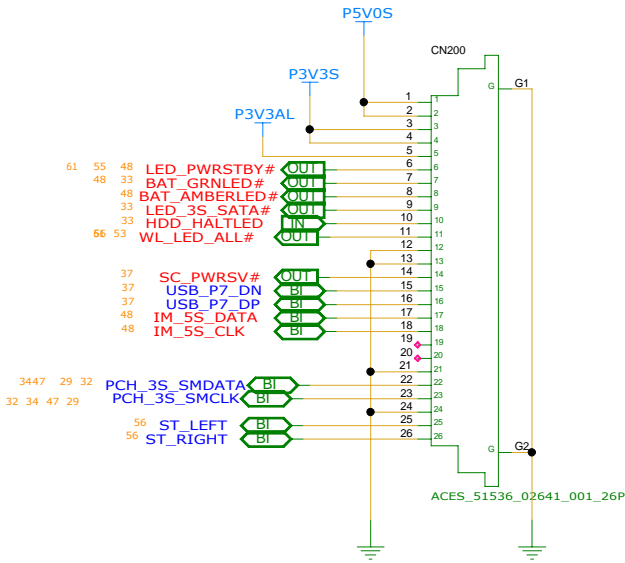 P5V0S
CN200
P3V3S
G G1
P3V3AL
1 1
2 2
3 3
4 4
5 5
61 55 48 LED_PWRSTBY# OUT 6 6
48 33 BAT_GRNLED# OUT 7 7
48 BAT_AMBERLED# OUT 8 8
33 LED_3S_SATA# OUT 9 9
33 HDD_HALTLED IN 10 10
53 WL_LED_ALL# OUT 11 11
12 12
13 13
37 SC_PWRSV# OUT 14 14
37 USB_P7_DN BI 15 15
37 USB_P7_DP BI 16 16
48 IM_5S_DATA BI 17 17
48 IM_5S_CLK BI 18 18
19 19
20 20
21 21
3447 29 32 PCH_3S_SMDATA BI 22 22
32 34 47 29 PCH_3S_SMCLK BI 23 23
24 24
56 ST_LEFT BI 25 25
56 ST_RIGHT BI 26 26
G G2
ACES_51536_02641_001_26P